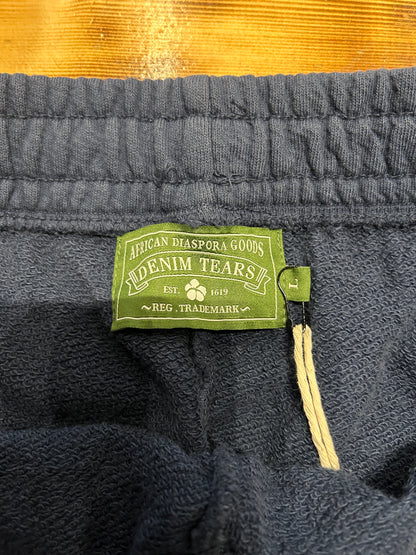 AFRICAN DIASPORA GOODS
DENIM TEARS
EST. 1619
~REG .TRADEMARK~
L